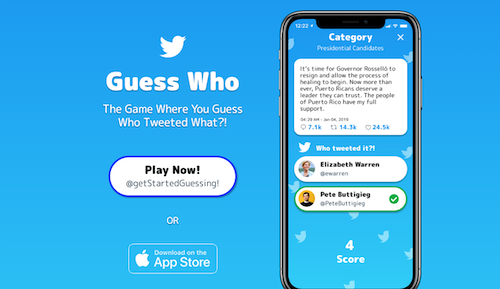 Guess Who
The Game Where You Guess
Who Tweeted What?!
Play Now!
@getStartedGuessing!
OR
Download on the
App Store
12:22
Category
Presidential Candidates
It's time for Governor Rosselló to
resign and allow the process of
healing to begin. Now more than
ever, Puerto Ricans deserve a
leader they can trust. The people
of Puerto Rico have my full
support.
04:29 AM - Jun 04, 2019
7.1k 14.3k 24.5k
Who tweeted it?!
Elizabeth Warren
@ewarren
Pete Buttigieg
@PeteButtigieg
4
Score